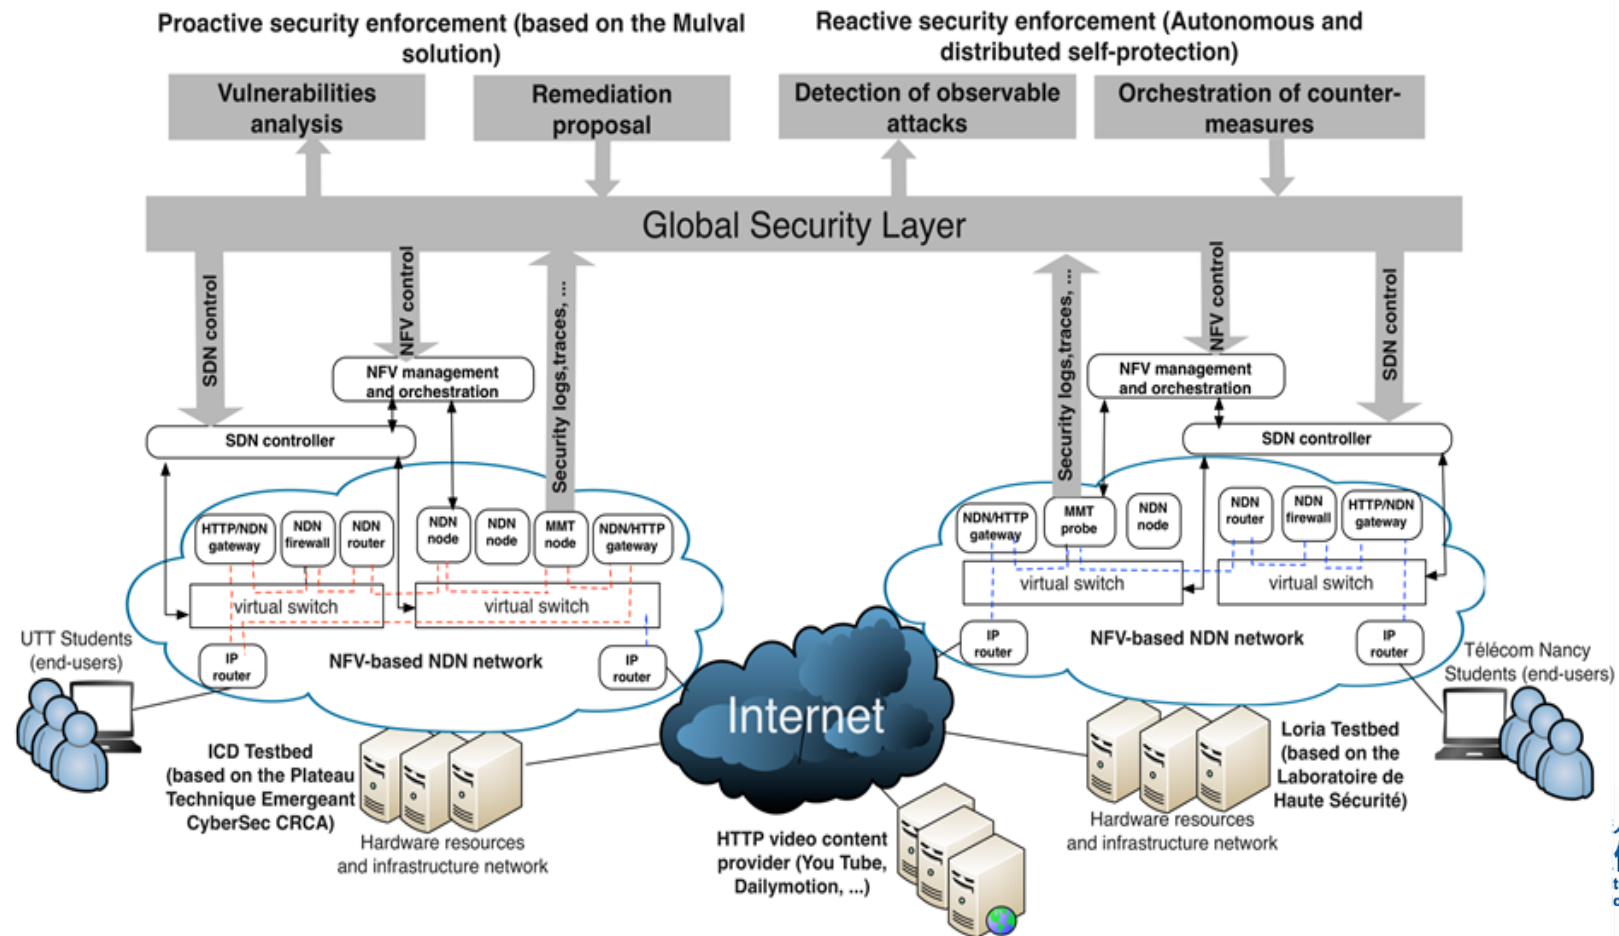 Proactive security enforcement (based on the Mulval
solution)
Reactive security enforcement (Autonomous and
distributed self-protection)
Vulnerabilities
analysis
Remediation
proposal
Detection of observable
attacks
Orchestration of counter-
measures
Global Security Layer
SDN control
NFV control
Security logs,traces, ...
Security logs,traces, ...
NFV control
SDN control
NFV management
and orchestration
SDN controller
NFV management
and orchestration
SDN controller
HTTP/NDN
gateway
NDN
firewall
NDN
router
NDN
node
NDN
node
MMT
node
NDN/HTTP
gateway
virtual switch
virtual switch
IP
router
NFV-based NDN network
IP
router
NDN/HTTP
gateway
MMT
probe
NDN
node
NDN
router
NDN
firewall
HTTP/NDN
gateway
virtual switch
virtual switch
IP
router
NFV-based NDN network
IP
router
UTT Students
(end-users)
Télécom Nancy
Students (end-users)
Internet
ICD Testbed
(based on the Plateau
Technique Emergeant
CyberSec CRCA)
Hardware resources
and infrastructure network
HTTP video content
provider (You Tube,
Dailymotion, ...)
Loria Testbed
(based on the
Laboratoire de
Haute Sécurité)
Hardware resources
and infrastructure network